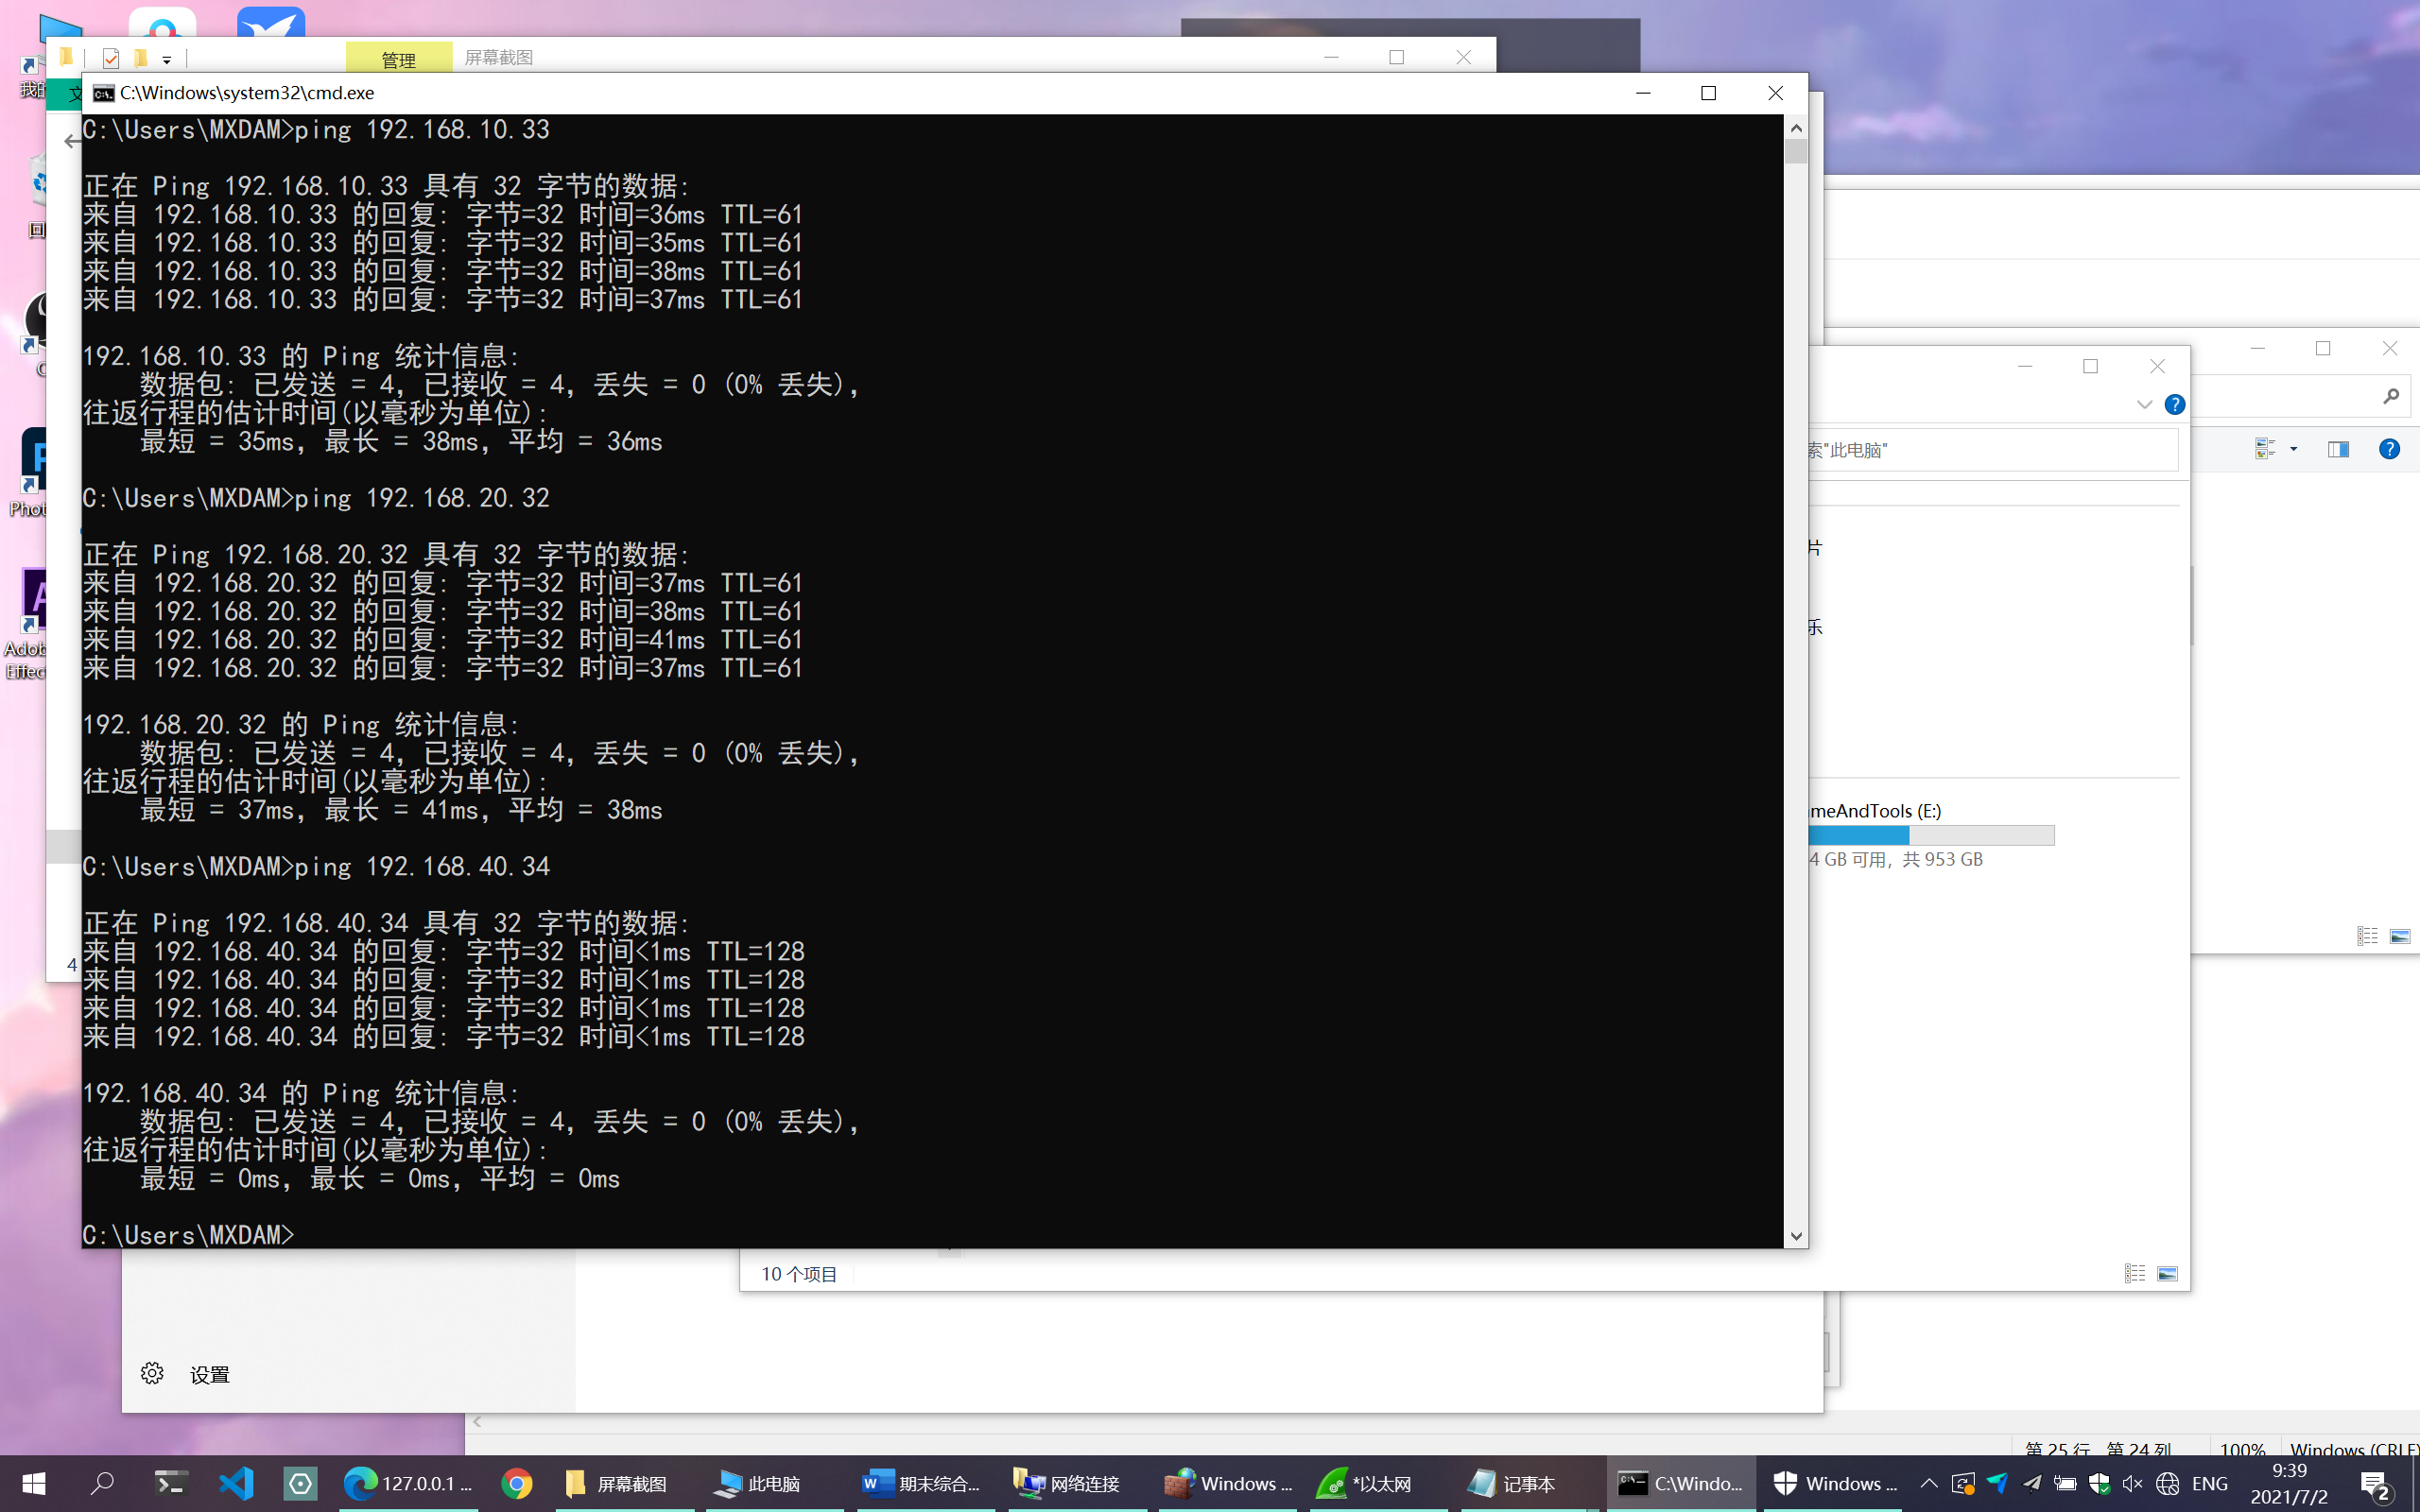 管理
屏幕截图
C:\Windows\system32\cmd.exe
C:\Users\MXDAM>ping 192.168.10.33
正在 Ping 192.168.10.33 具有 32 字节的数据:
来自 192.168.10.33 的回复: 字节=32 时间=36ms TTL=61
来自 192.168.10.33 的回复: 字节=32 时间=35ms TTL=61
来自 192.168.10.33 的回复: 字节=32 时间=38ms TTL=61
来自 192.168.10.33 的回复: 字节=32 时间=37ms TTL=61
192.168.10.33 的 Ping 统计信息:
数据包: 已发送 = 4，已接收 = 4，丢失 = 0 (0% 丢失)，
往返行程的估计时间(以毫秒为单位):
最短 = 35ms，最长 = 38ms，平均 = 36ms
C:\Users\MXDAM>ping 192.168.20.32
正在 Ping 192.168.20.32 具有 32 字节的数据:
来自 192.168.20.32 的回复: 字节=32 时间=37ms TTL=61
来自 192.168.20.32 的回复: 字节=32 时间=38ms TTL=61
来自 192.168.20.32 的回复: 字节=32 时间=41ms TTL=61
来自 192.168.20.32 的回复: 字节=32 时间=37ms TTL=61
192.168.20.32 的 Ping 统计信息:
数据包: 已发送 = 4，已接收 = 4，丢失 = 0 (0% 丢失)，
往返行程的估计时间(以毫秒为单位):
最短 = 37ms，最长 = 41ms，平均 = 38ms
C:\Users\MXDAM>ping 192.168.40.34
正在 Ping 192.168.40.34 具有 32 字节的数据:
来自 192.168.40.34 的回复: 字节=32 时间<1ms TTL=128
来自 192.168.40.34 的回复: 字节=32 时间<1ms TTL=128
来自 192.168.40.34 的回复: 字节=32 时间<1ms TTL=128
来自 192.168.40.34 的回复: 字节=32 时间<1ms TTL=128
192.168.40.34 的 Ping 统计信息:
数据包: 已发送 = 4，已接收 = 4，丢失 = 0 (0% 丢失)，
往返行程的估计时间(以毫秒为单位):
最短 = 0ms，最长 = 0ms，平均 = 0ms
C:\Users\MXDAM>
索"此电脑"
片
乐
meAndTools (E:)
4 GB 可用，共 953 GB
4
10 个项目
设置
第 25 行，第 24 列
100%
Windows (CRLF)
Phot
Adob
Effec
127.0.0.1 ...
屏幕截图
此电脑
期末综合...
网络连接
Windows ...
*以太网
记事本
C:\Windo...
Windows ...
ENG
9:39
2021/7/2
2